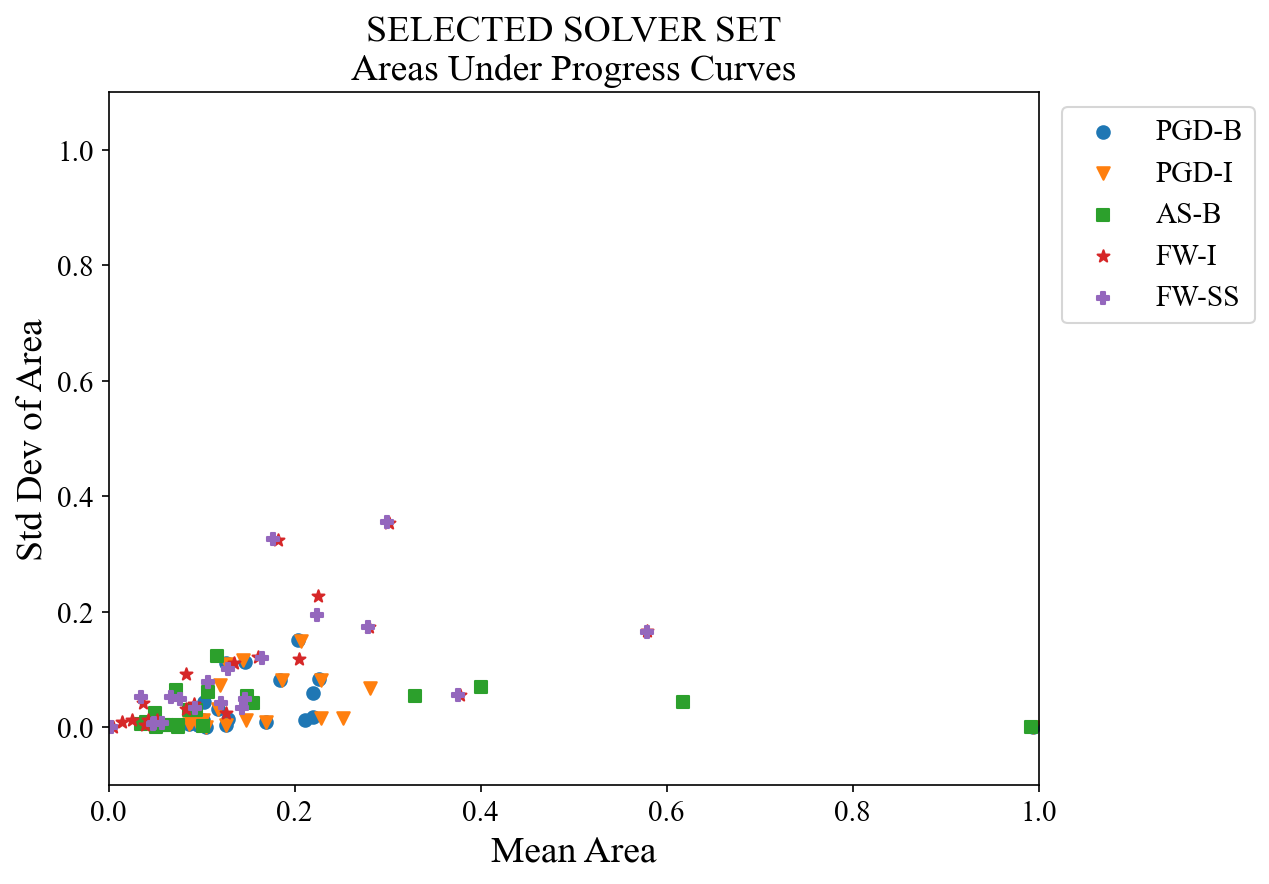 SELECTED SOLVER SET
Areas Under Progress Curves
PGD-B
PGD-I
AS-B
FW-I
FW-SS
Std Dev of Area
1.0
0.8
0.6
0.4
0.2
0.0
0.0 0.2 0.4 0.6 0.8 1.0
Mean Area